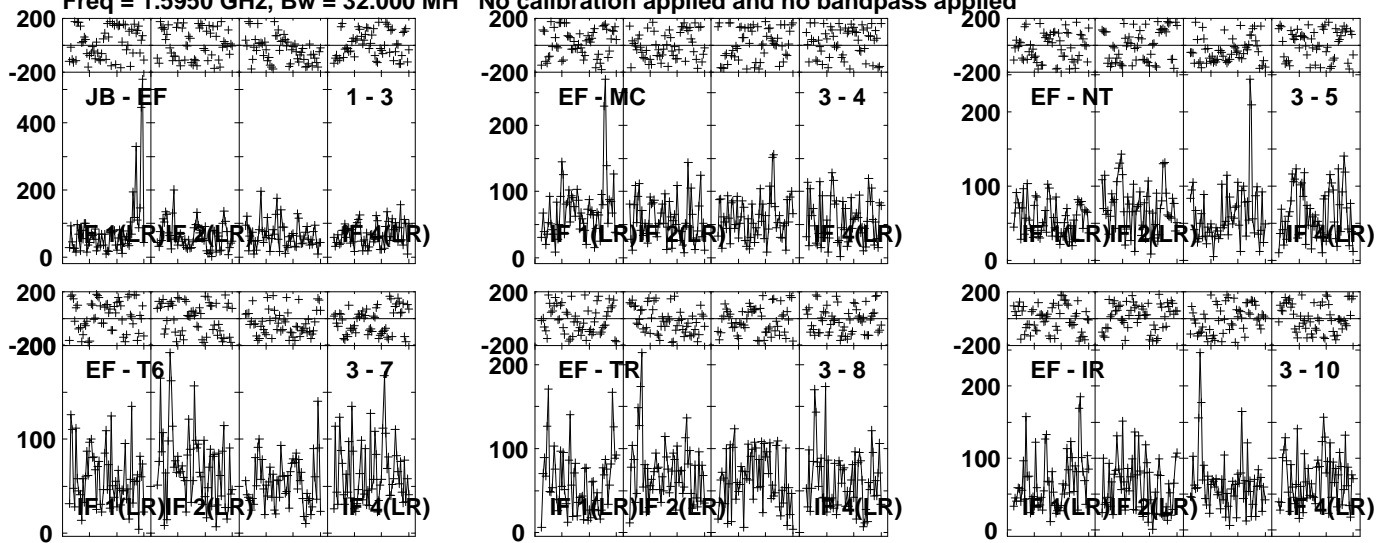 Freq = 1.5950 GHz, Bw = 32.000 MH No calibration applied and no bandpass applied
200
-200
JB - EF 1 - 3
400
200
0
IF 1(LR) IF 2(LR) IF 4(LR)
EF - MC 3 - 4
200
100
0
IF 1(LR) IF 2(LR) IF 4(LR)
EF - NT 3 - 5
200
100
0
IF 1(LR) IF 2(LR) IF 4(LR)
200
-200
EF - T6 3 - 7
100
0
IF 1(LR) IF 2(LR) IF 4(LR)
200
-200
200
EF - TR 3 - 8
100
0
IF 1(LR) IF 2(LR) IF 4(LR)
200
-200
EF - IR 3 - 10
200
100
0
IF 1(LR) IF 2(LR) IF 4(LR)